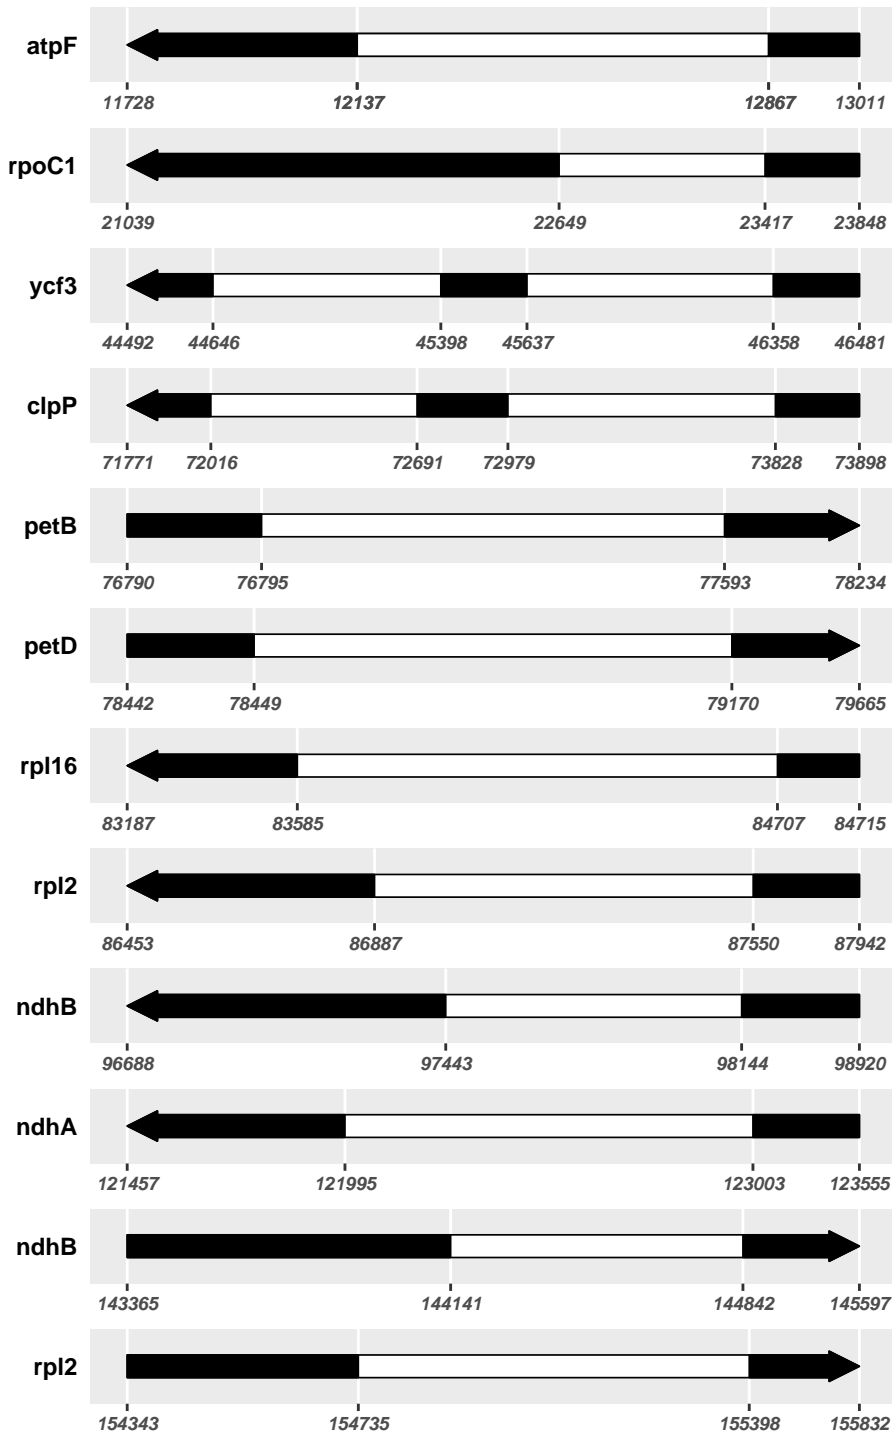 atpF
11728 12137 12867 13011
rpoC1
21039 22649 23417 23848
ycf3
44492 44646 45398 45637 46358 46481
clpP
71771 72016 72691 72979 73828 73898
petB
76790 76795 77593 78234
petD
78442 78449 79170 79665
rpl16
83187 83585 84707 84715
rpl2
86453 86887 87550 87942
ndhB
96688 97443 98144 98920
ndhA
121457 121995 123003 123555
ndhB
143365 144141 144842 145597
rpl2
154343 154735 155398 155832